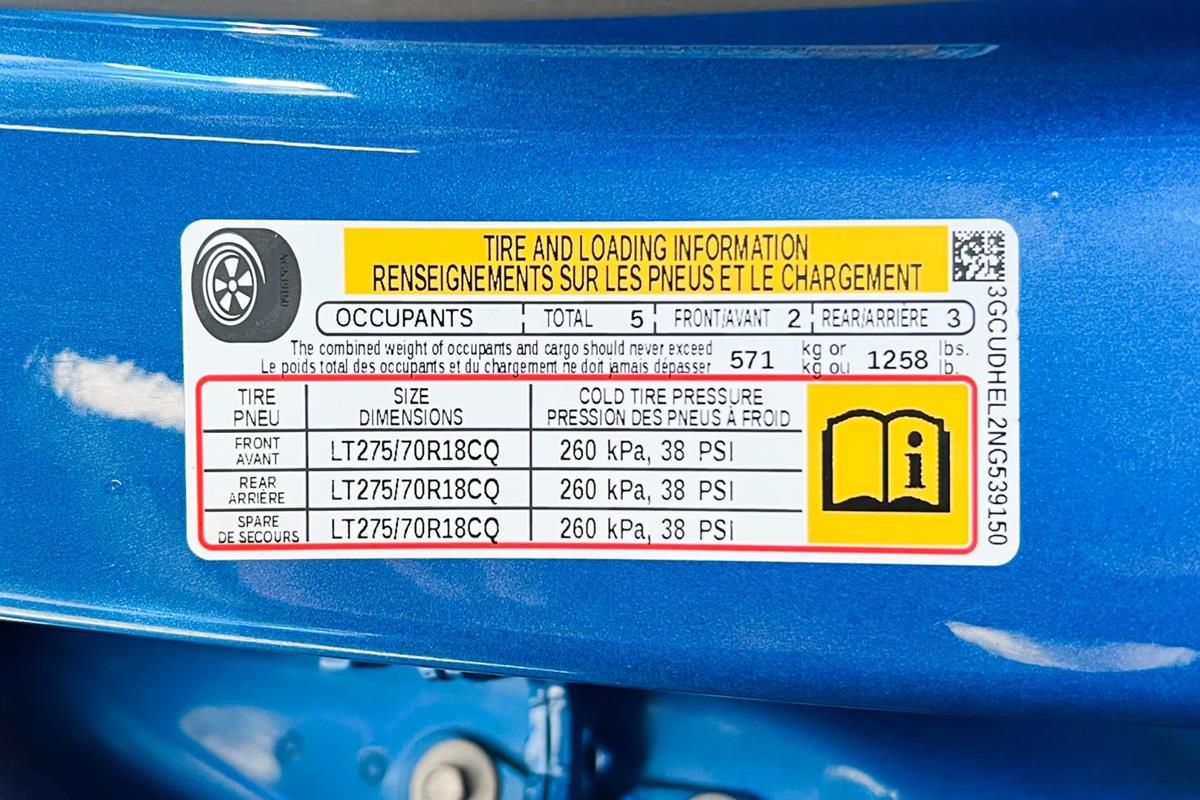 TIRE AND LOADING INFORMATION
RENSEIGNEMENTS SUR LES PNEUS ET LE CHARGEMENT
OCCUPANTS TOTAL 5 FRONT/AVANT 2 REAR/ARRIÈRE 3
The combined weight of occupants and cargo should never exceed 571 kg or 1258 lbs.
Le poids total des occupants et du chargement ne doit jamais dépasser kg ou lb.
TIRE SIZE COLD TIRE PRESSURE
PNEU DIMENSIONS PRESSION DES PNEUS À FROID
FRONT
AVANT LT275/70R18CQ 260 kPa, 38 PSI
REAR
ARRIÈRE LT275/70R18CQ 260 kPa, 38 PSI
SPARE
DE SECOURS LT275/70R18CQ 260 kPa, 38 PSI
i
3GCUDHEL2NG539150
NG539150